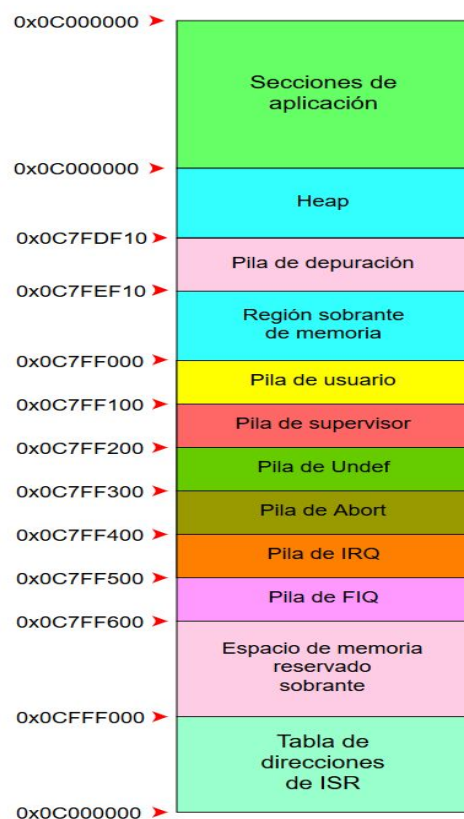 0x0C000000
Secciones de
aplicación
0x0C000000
Heap
0x0C7FDF10
Pila de depuración
0x0C7FEF10
Región sobrante
de memoria
0x0C7FF000
Pila de usuario
0x0C7FF100
Pila de supervisor
0x0C7FF200
Pila de Undef
0x0C7FF300
Pila de Abort
0x0C7FF400
Pila de IRQ
0x0C7FF500
Pila de FIQ
0x0C7FF600
Espacio de memoria
reservado
sobrante
0x0CFFF000
Tabla de
direcciones
de ISR
0x0C000000